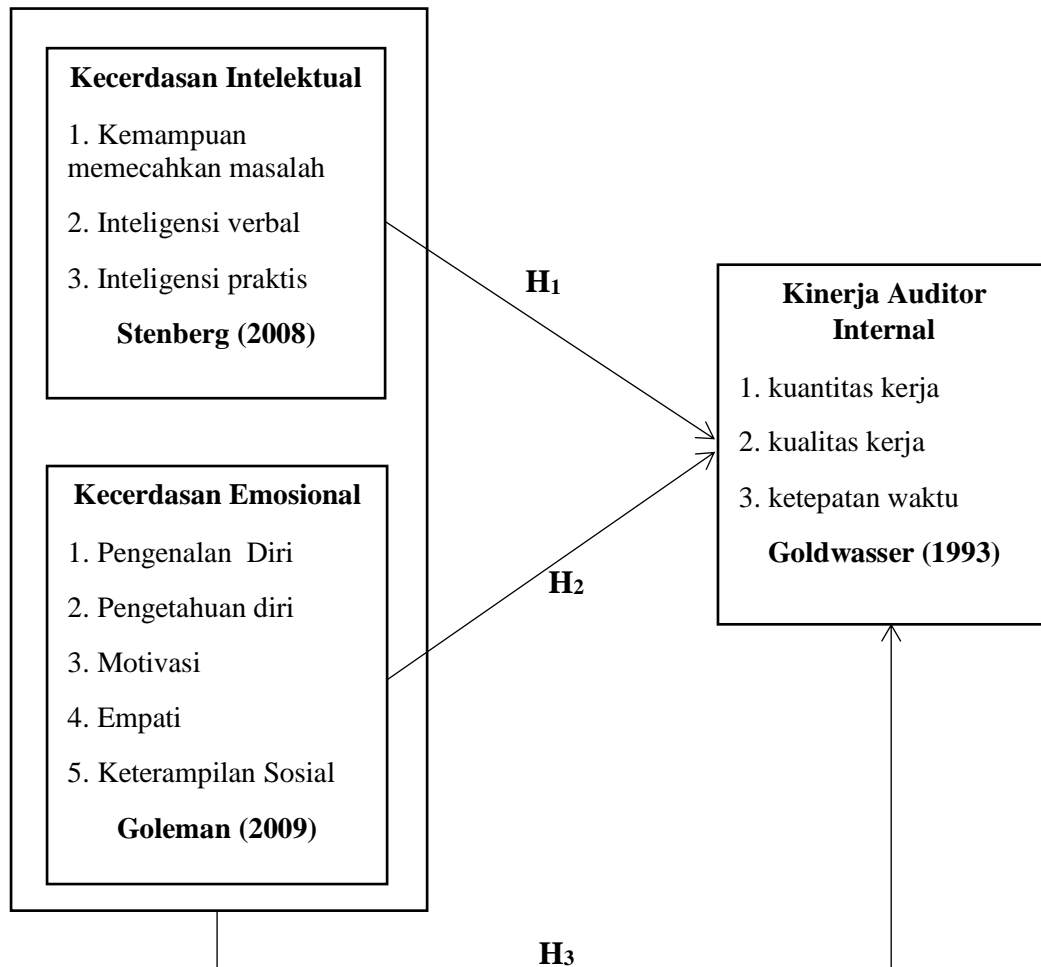 Kecerdasan Intelektual
1. Kemampuan
memecahkan masalah
2. Inteligensi verbal
3. Inteligensi praktis
Stenberg (2008)
H1
Kinerja Auditor
Internal
1. kuantitas kerja
2. kualitas kerja
3. ketepatan waktu
Goldwasser (1993)
Kecerdasan Emosional
1. Pengenalan Diri
2. Pengetahuan diri
3. Motivasi
4. Empati
5. Keterampilan Sosial
Goleman (2009)
H2
H3